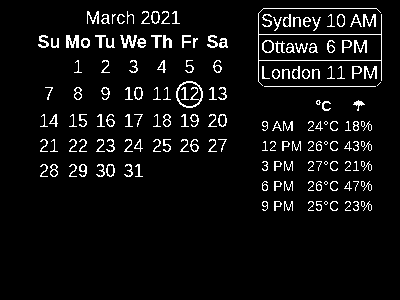 March 2021
Su Mo Tu We Th Fr Sa
1 2 3 4 5 6
7 8 9 10 11 12 13
14 15 16 17 18 19 20
21 22 23 24 25 26 27
28 29 30 31
Sydney 10 AM
Ottawa 6 PM
London 11 PM
°C ☂
9 AM 24°C 18%
12 PM 26°C 43%
3 PM 27°C 21%
6 PM 26°C 47%
9 PM 25°C 23%